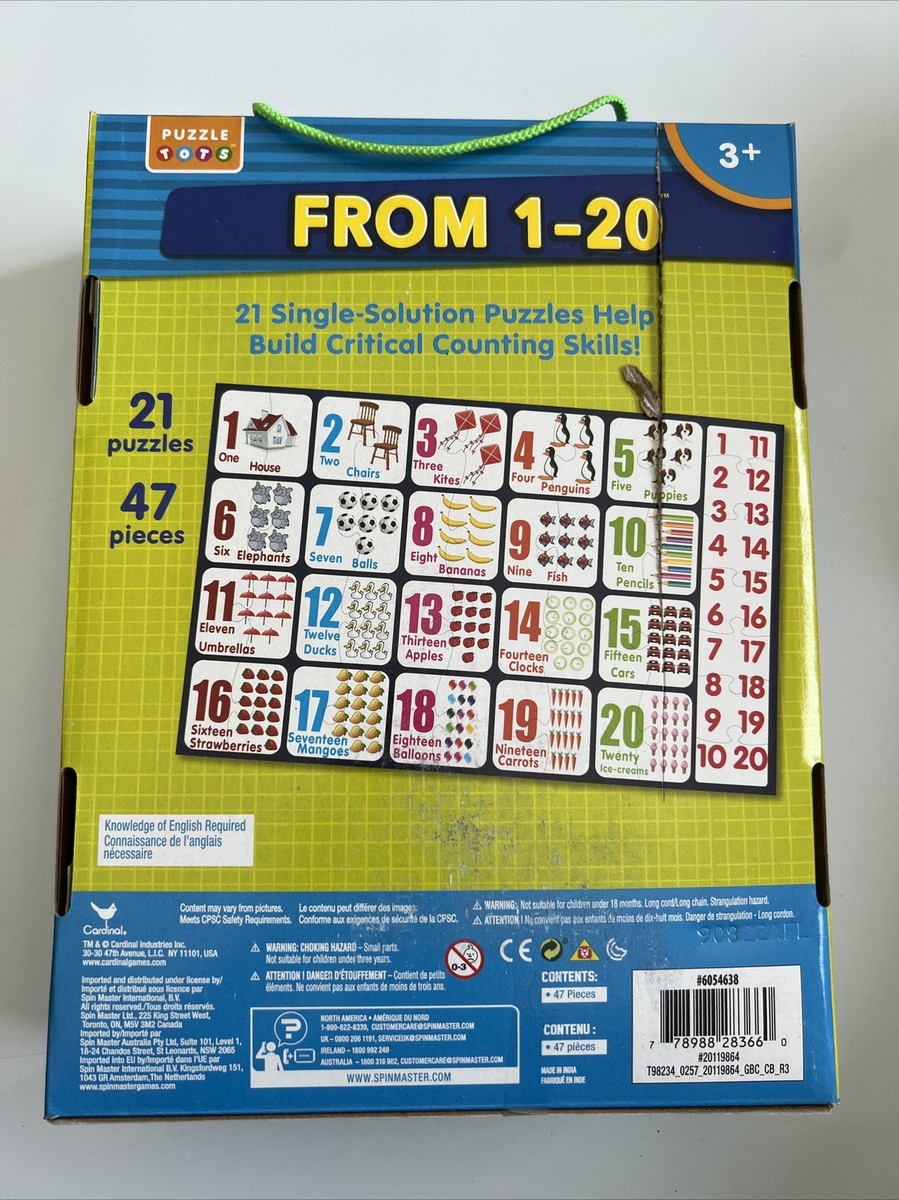 PUZZLE
TOTS™
3+
FROM 1-20™
21 Single-Solution Puzzles Help
Build Critical Counting Skills!
21
puzzles
47
pieces
1
One House
2
Two Chairs
3
Three
Kites
4
Four Penguins
5
Five Puppies
6
Six Elephants
7
Seven Balls
8
Eight
Bananas
9
Nine Fish
10
Ten
Pencils
11
Eleven
Umbrellas
12
Twelve
Ducks
13
Thirteen
Apples
14
Fourteen
Clocks
15
Fifteen
Cars
16
Sixteen
Strawberries
17
Seventeen
Mangoes
18
Eighteen
Balloons
19
Nineteen
Carrots
20
Twenty
Ice-creams
1 11
2 12
3 13
4 14
5 15
6 16
7 17
8 18
9 19
10 20
Knowledge of English Required
Connaissance de l'anglais
nécessaire
Cardinal®
TM & © Cardinal Industries Inc.
30-30 47th Avenue, L.I.C. NY 11101, USA
www.cardinalgames.com
Imported and distributed under license by/
Importé et distribué sous licence par
Spin Master International, B.V.
All rights reserved./Tous droits réservés.
Spin Master Ltd., 225 King Street West,
Toronto, ON, M5V 3M2 Canada
Imported by/Importé par
Spin Master Australia Pty Ltd, Suite 101, Level 1,
18-24 Chandos Street, St Leonards, NSW 2065
Imported into EU by/Importé dans l'UE par
Spin Master International B.V. Kingsfordweg 151,
1043 GR Amsterdam,The Netherlands
www.spinmastergames.com
Content may vary from pictures. Le contenu peut différer des images.
Meets CPSC Safety Requirements. Conforme aux exigences de sécurité de la CPSC.
WARNING: CHOKING HAZARD – Small parts.
Not suitable for children under three years.
ATTENTION ! DANGER D'ÉTOUFFEMENT – Contient de petits
éléments. Ne convient pas aux enfants de moins de trois ans.
0-3
WARNING: Not suitable for children under 18 months. Long cord/Long chain. Strangulation hazard.
ATTENTION ! Ne convient pas aux enfants de moins de dix-huit mois. Danger de strangulation - Long cordon.
CE
NORTH AMERICA • AMÉRIQUE DU NORD
1-800-622-8339, CUSTOMERCARE@SPINMASTER.COM
UK – 0800 206 1191, SERVICEUK@SPINMASTER.COM
IRELAND – 1800 992 249
AUSTRALIA – 1800 316 982, CUSTOMERCARE@SPINMASTER.COM
WWW.SPINMASTER.COM
CONTENTS:
• 47 Pieces
CONTENU :
• 47 pièces
MADE IN INDIA
FABRIQUÉ EN INDE
#6054638
7 78988 28366 0
#20119864
T98234_0257_20119864_GBC_CB_R3